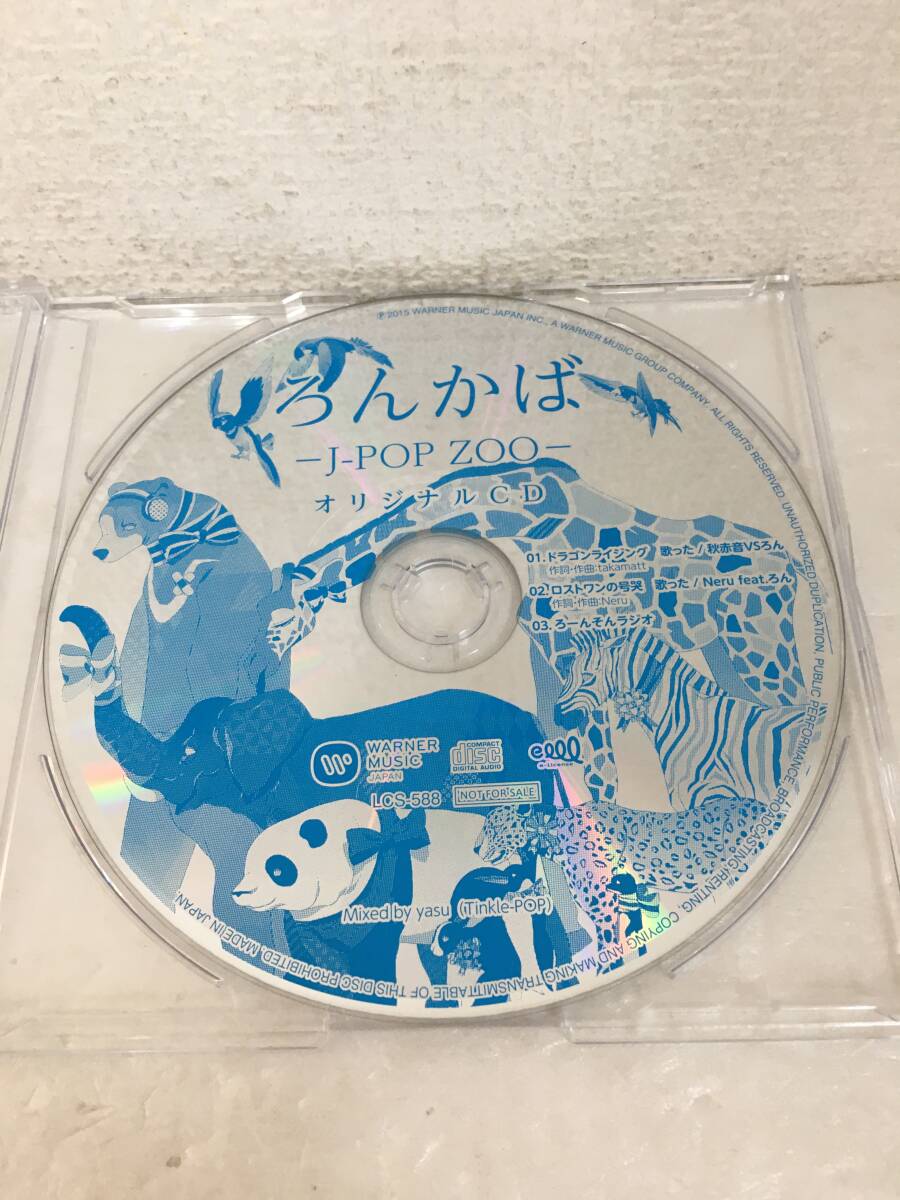 ℗2015 WARNER MUSIC JAPAN INC., A WARNER MUSIC GROUP COMPANY. ALL RIGHTS RESERVED. UNAUTHORIZED DUPLICATION, PUBLIC PERFORMANCE, BROADCASTING, RENTING, COPYING AND MAKING TRANSMITTABLE OF THIS DISC PROHIBITED. MADE IN JAPAN
ろんかば
－J-POP ZOO－
オリジナルCD
01.ドラゴンライジング 歌った / 秋赤音VSろん
作詞・作曲:takamatt
02.ロストワンの号哭 歌った / Neru feat.ろん
作詞・作曲:Neru
03.ろーんそんラジオ
WARNER
MUSIC
JAPAN
COMPACT
disc
DIGITAL AUDIO
e-license
LCS-588
NOT FOR SALE
Mixed by yasu (Tinkle-POP)